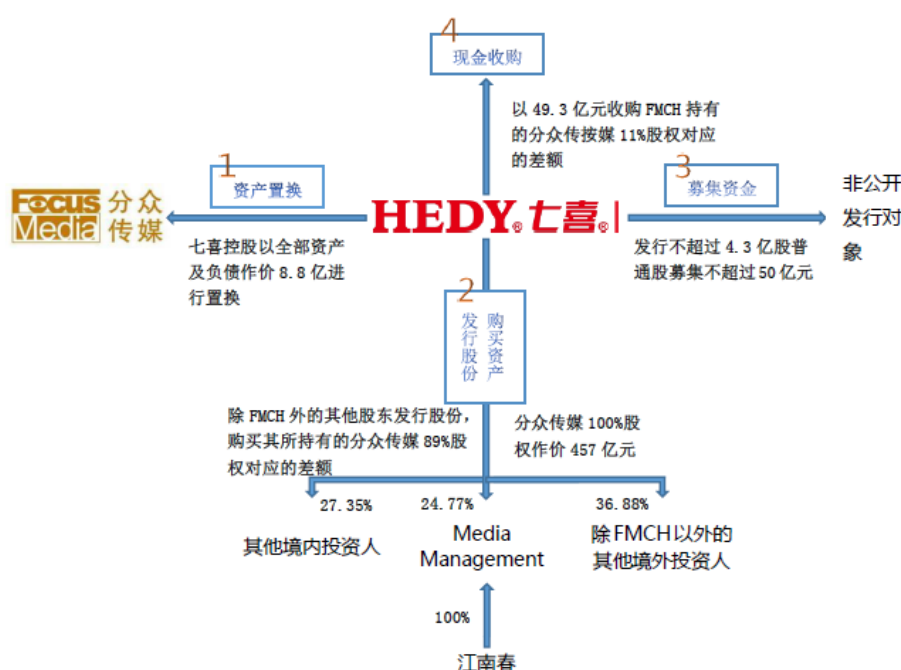 4
现金收购
以 49.3 亿元收购 FMCH 持有
的分众传按媒 11%股权对应
的差额
1
资产置换
3
募集资金
Focus
Media
分众
传媒
HEDY®七喜®
非公开
发行对
象
七喜控股以全部资产
及负债作价 8.8 亿进
行置换
发行不超过 4.3 亿股普
通股募集不超过 50 亿元
2
发行股份
购买资产
除 FMCH 外的其他股东发行股份，
购买其所持有的分众传媒 89%股
权对应的差额
分众传媒 100%股
权作价 457 亿元
27.35%
24.77%
36.88%
其他境内投资人
Media
Management
除FMCH以外的
其他境外投资人
100%
江南春